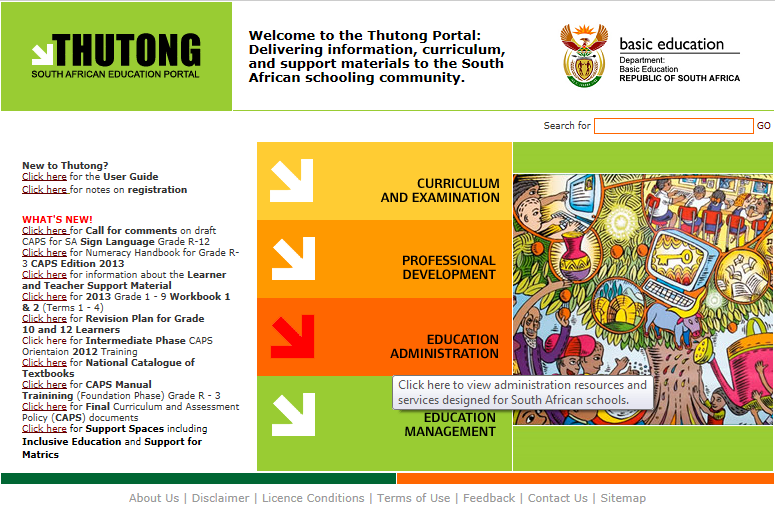 THUTONG
SOUTH AFRICAN EDUCATION PORTAL
Welcome to the Thutong Portal:
Delivering information, curriculum,
and support materials to the South
African schooling community.
basic education
Department:
Basic Education
REPUBLIC OF SOUTH AFRICA
Search for
GO
New to Thutong?
Click here for the User Guide
Click here for notes on registration
WHAT'S NEW!
Click here for Call for comments on draft
CAPS for SA Sign Language Grade R-12
Click here for Numeracy Handbook for Grade R-
3 CAPS Edition 2013
Click here for information about the Learner
and Teacher Support Material
Click here for 2013 Grade 1 - 9 Workbook 1
& 2 (Terms 1 - 4)
Click here for Revision Plan for Grade
10 and 12 Learners
Click here for Intermediate Phase CAPS
Orientaion 2012 Training
Click here for National Catalogue of
Textbooks
Click here for CAPS Manual
Trainining (Foundation Phase) Grade R - 3
Click here for Final Curriculum and Assessment
Policy (CAPS) documents
Click here for Support Spaces including
Inclusive Education and Support for
Matrics
CURRICULUM
AND EXAMINATION
PROFESSIONAL
DEVELOPMENT
EDUCATION
ADMINISTRATION
Click here to view administration resources and
services designed for South African schools.
EDUCATION
MANAGEMENT
About Us | Disclaimer | Licence Conditions | Terms of Use | Feedback | Contact Us | Sitemap